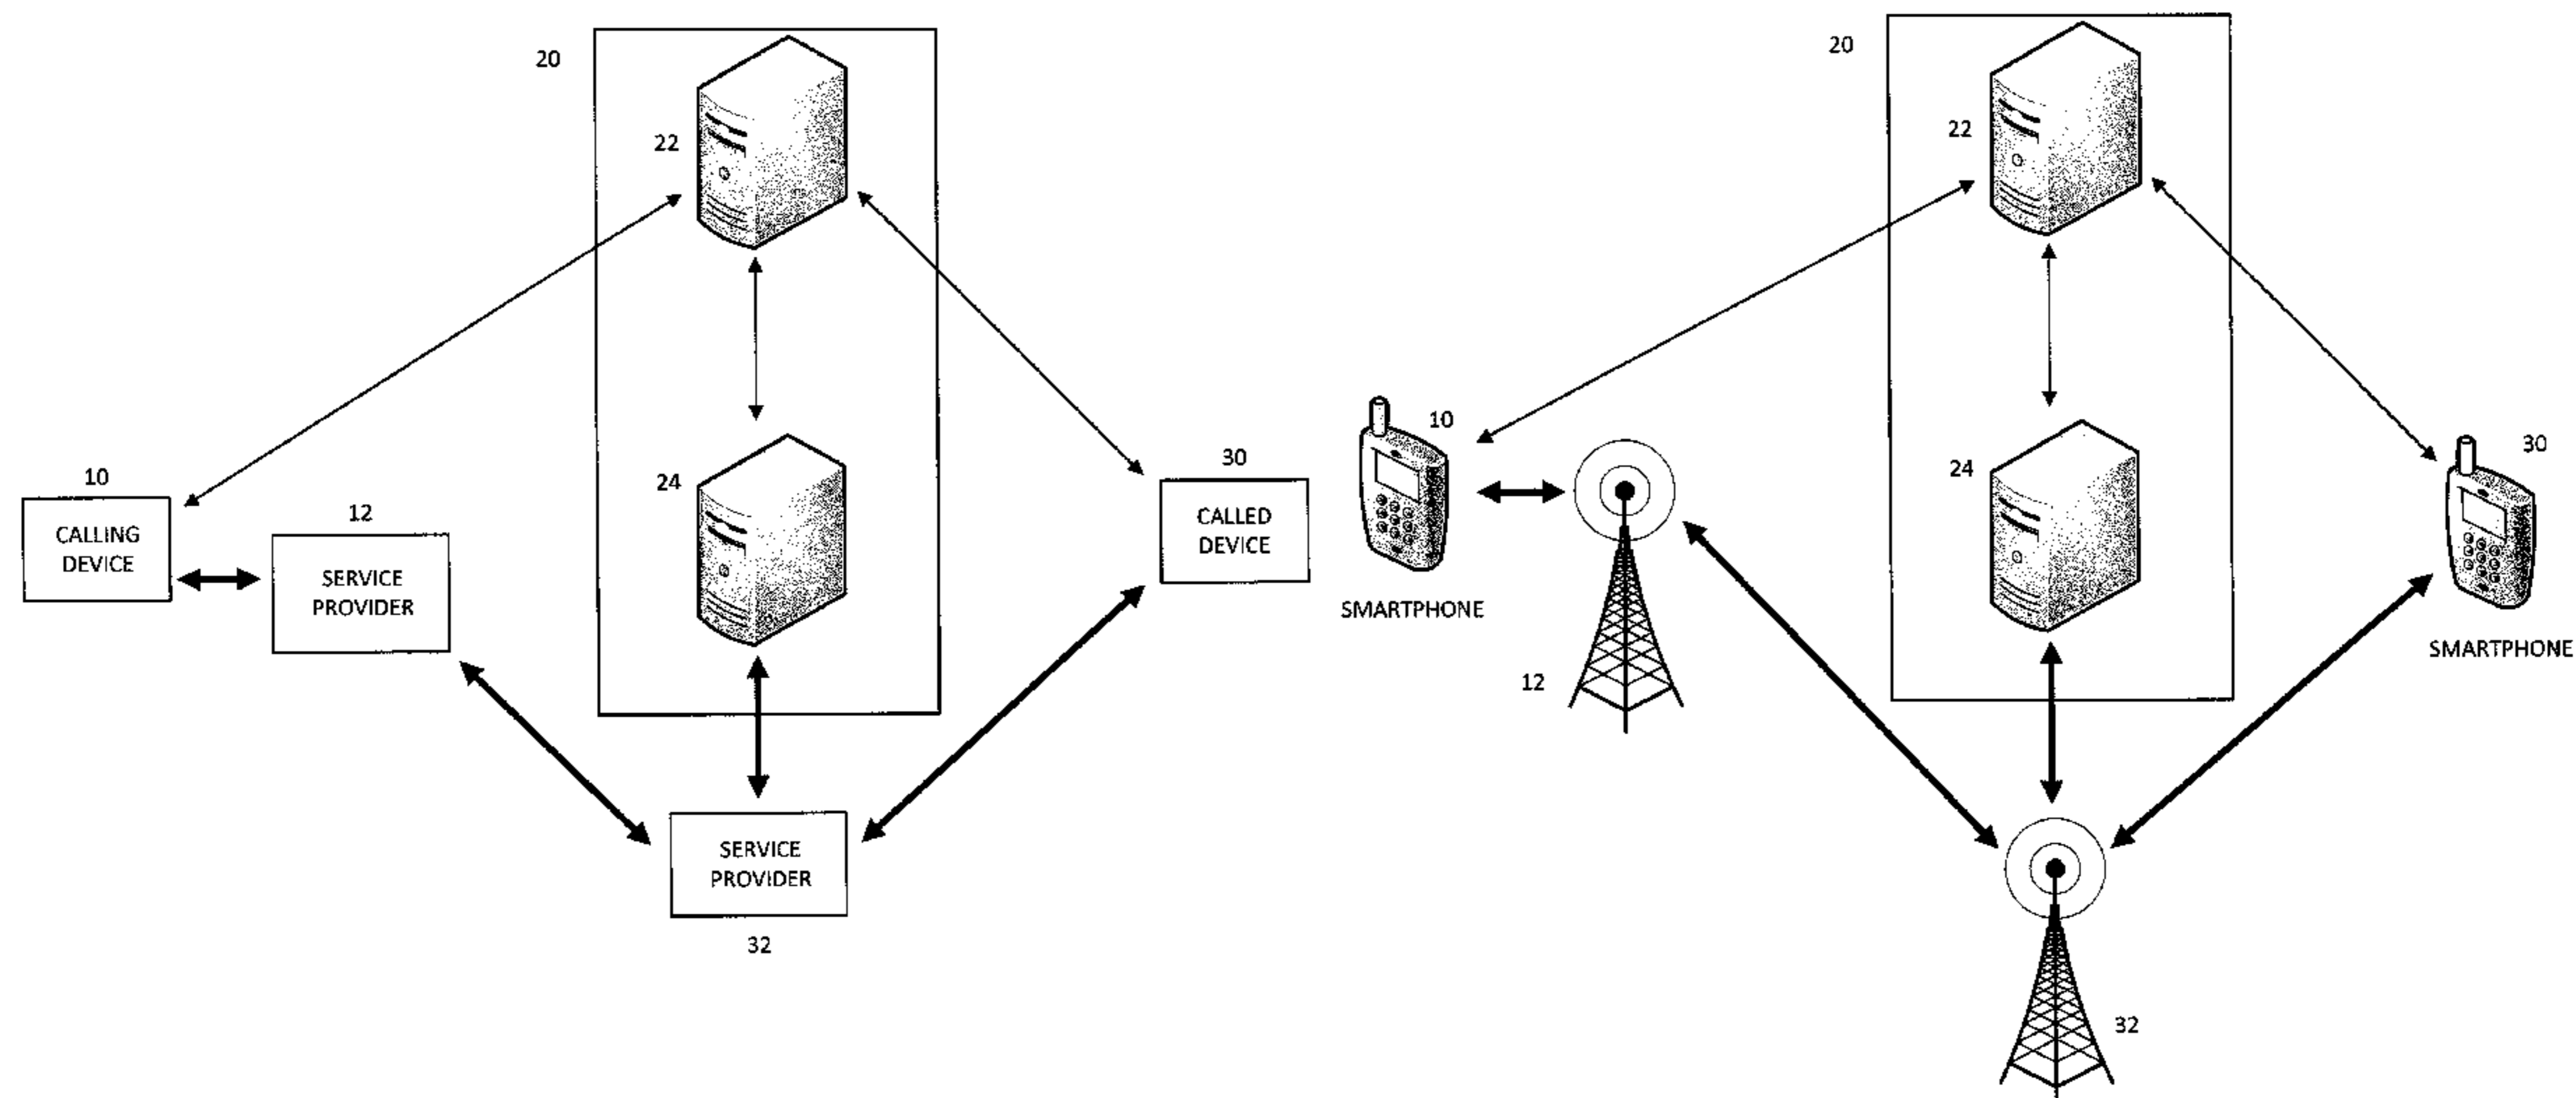 20
22
24
10
CALLING
DEVICE
12
SERVICE
PROVIDER
30
CALLED
DEVICE
SERVICE
PROVIDER
32
20
22
24
10
SMARTPHONE
12
30
SMARTPHONE
32